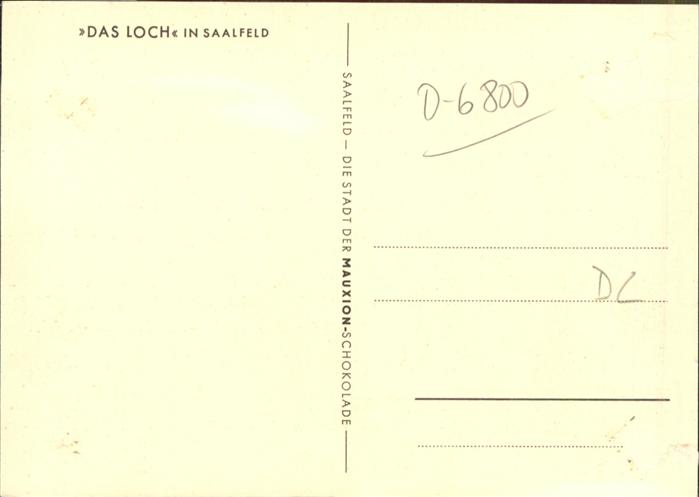 »DAS LOCH« IN SAALFELD
SAALFELD — DIE STADT DER MAUXION-SCHOKOLADE
D-6800
DL